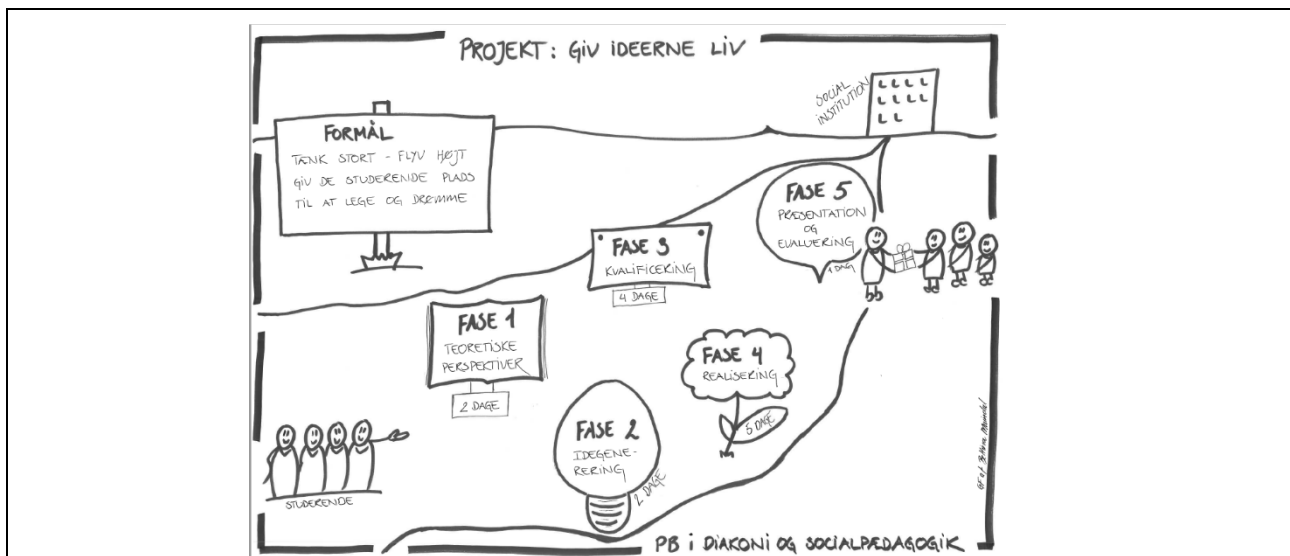 PROJEKT: GIV IDEERNE LIV
SOCIAL
INSTITUTION
FORMÅL
TÆNK STORT - FLYV HØJT
GIV DE STUDERENDE PLADS
TIL AT LEGE OG DRØMME
FASE 5
PRÆSENTATION
OG
EVALUERING
1 DAG
FASE 3
KVALIFICERING
4 DAGE
FASE 1
TEORETISKE
PERSPEKTIVER
2 DAGE
FASE 4
REALISERING
5 DAGE
FASE 2
IDEGENE-
RERING
2 DAGE
STUDERENDE
PB I DIAKONI OG SOCIALPÆDAGOGIK